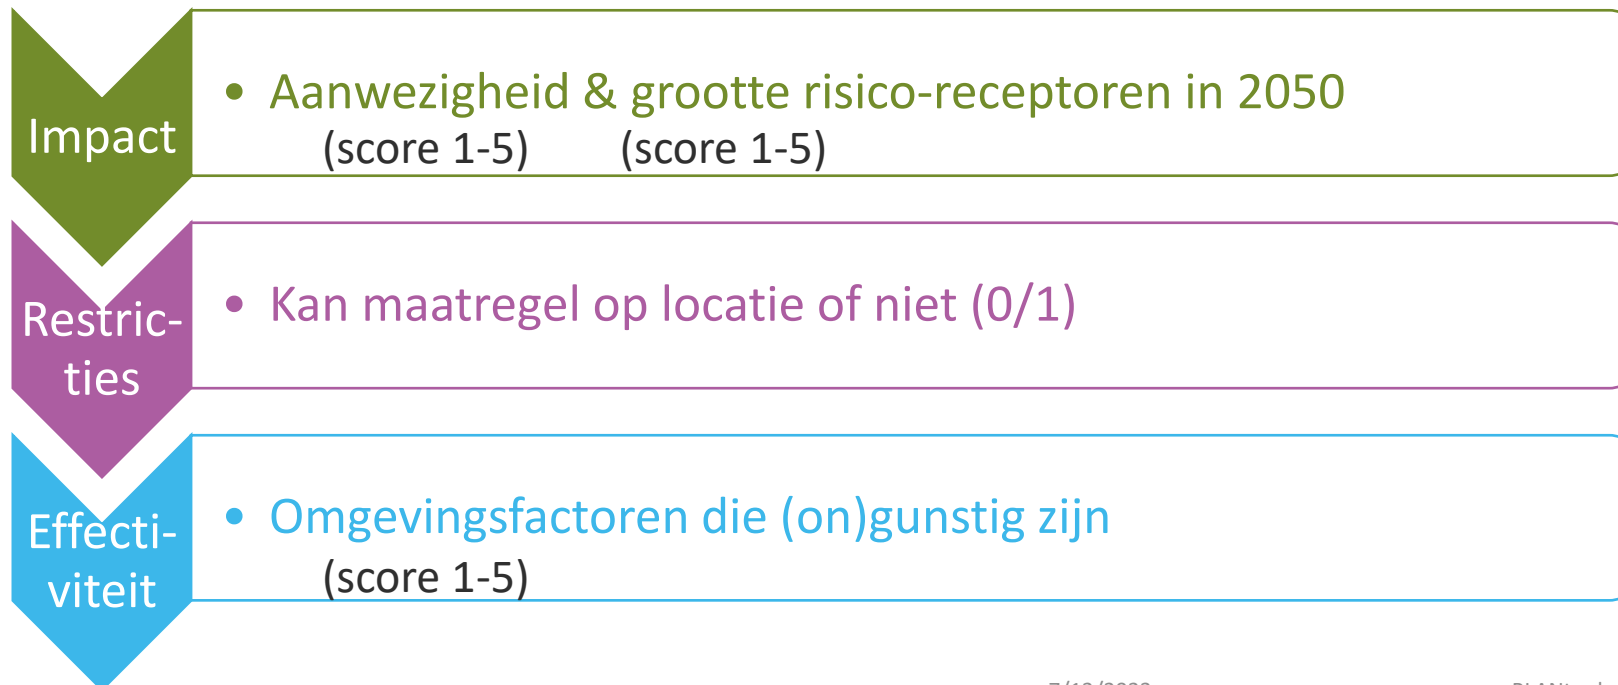 Impact
• Aanwezigheid & grootte risico-receptoren in 2050
(score 1-5) (score 1-5)
Restric-
ties
• Kan maatregel op locatie of niet (0/1)
Effecti-
viteit
• Omgevingsfactoren die (on)gunstig zijn
(score 1-5)